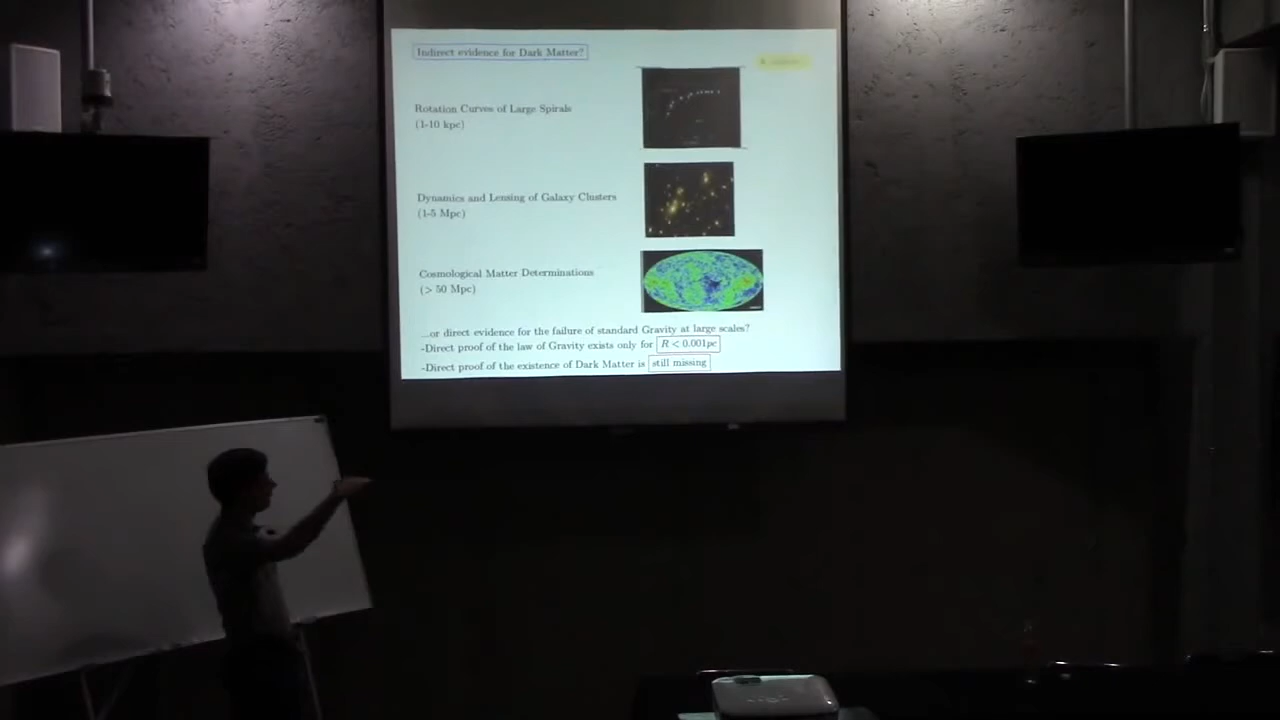 Indirect evidence for Dark Matter?
Rotation Curves of Large Spirals
(1-10 kpc)
Dynamics and Lensing of Galaxy Clusters
(1-5 Mpc)
Cosmological Matter Determinations
(> 50 Mpc)
...or direct evidence for the failure of standard Gravity at large scales?
-Direct proof of the law of Gravity exists only for R < 0.001pc
-Direct proof of the existence of Dark Matter is still missing